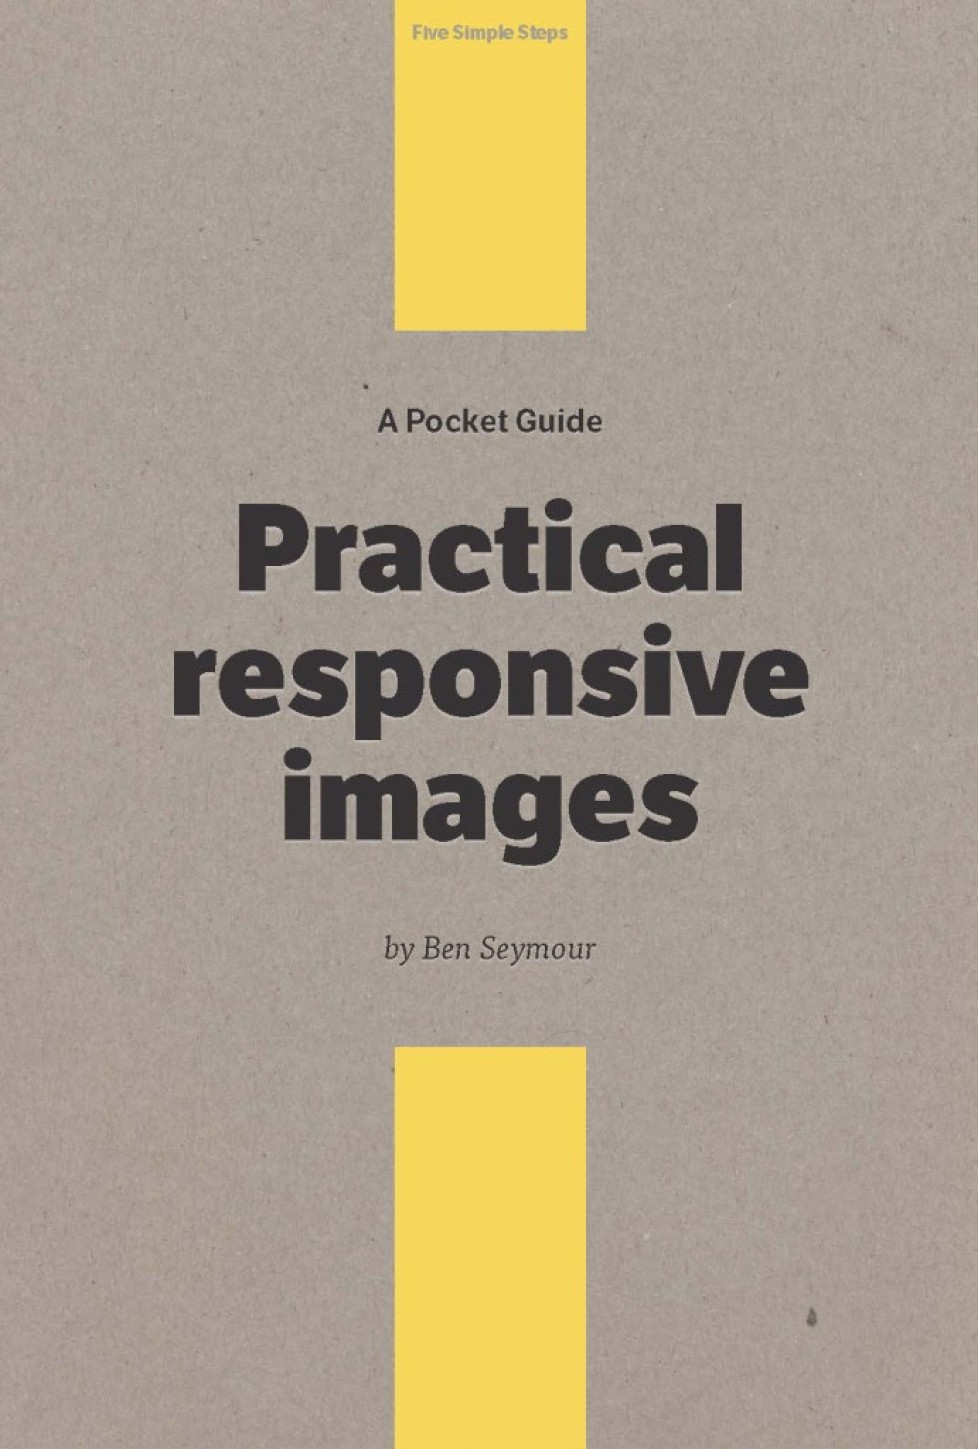 Five Simple Steps
A Pocket Guide
Practical
responsive
images
by Ben Seymour